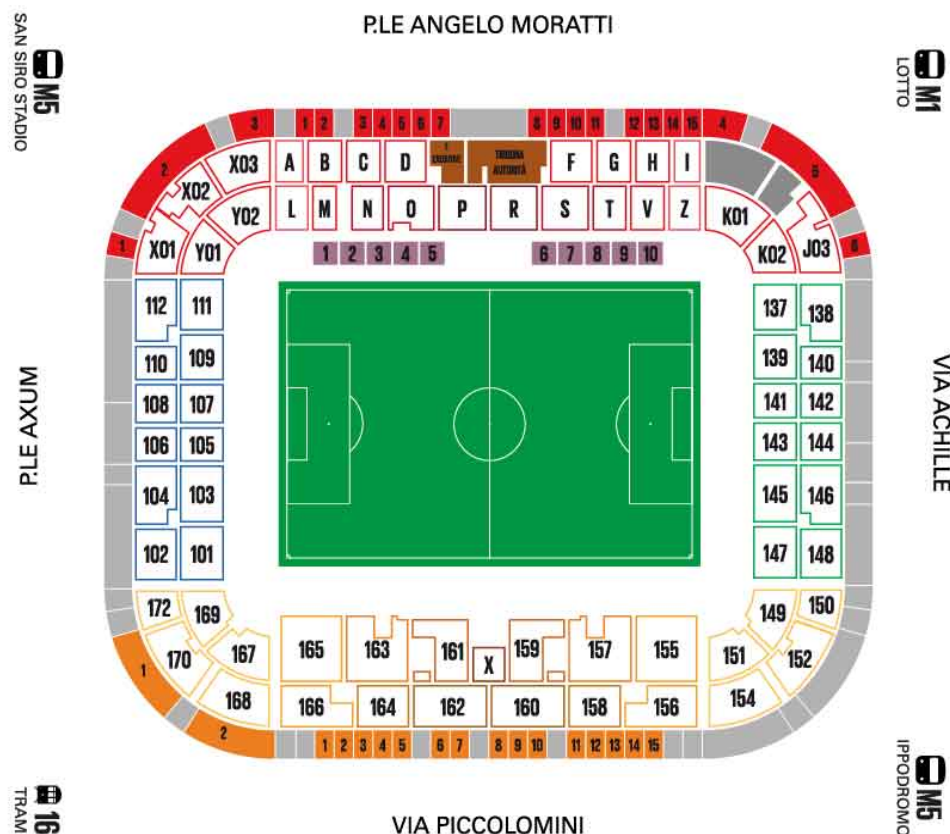 P.LE ANGELO MORATTI
SAN SIRO STADIO
M5
M1
LOTTO
3 1 2 3 4 5 6 7 8 9 10 11 12 13 14 15 4
2 5
X03 A B C D TRIBUNA AUTORITÀ F G H I
X02
Y02 L M N O P R S T V Z K01
1 X01 Y01 K02 J03 6
1 2 3 4 5 6 7 8 9 10
112 111 137 138
110 109 139 140
108 107 141 142
106 105 143 144
104 103 145 146
102 101 147 148
P.LE AXUM
VIA ACHILLE
172 169 149 150
170 167 165 163 161 X 159 157 155 151 152
1
168 166 164 162 160 158 156 154
2 1 2 3 4 5 6 7 8 9 10 11 12 13 14 15
16
TRAM
VIA PICCOLOMINI
IPPODROMO
M5